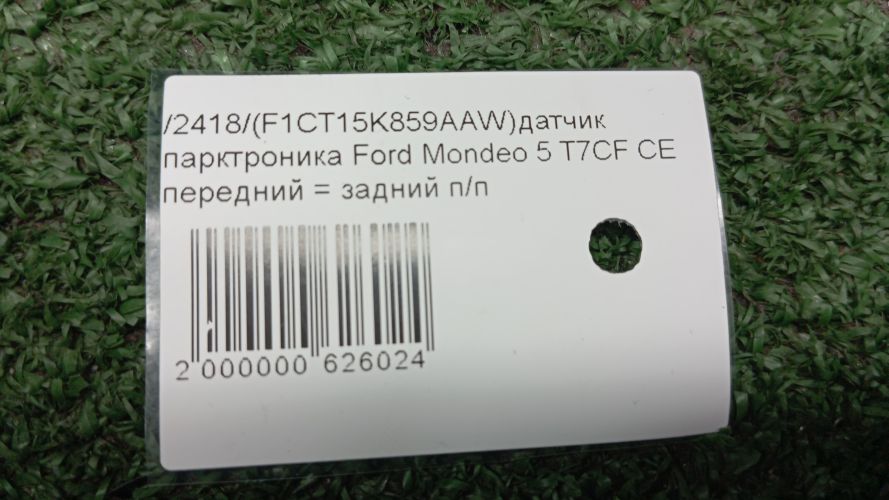 /2418/(F1CT15K859AAW)датчик
парктроника Ford Mondeo 5 T7CF CE
передний = задний п/п
2 000000 626024